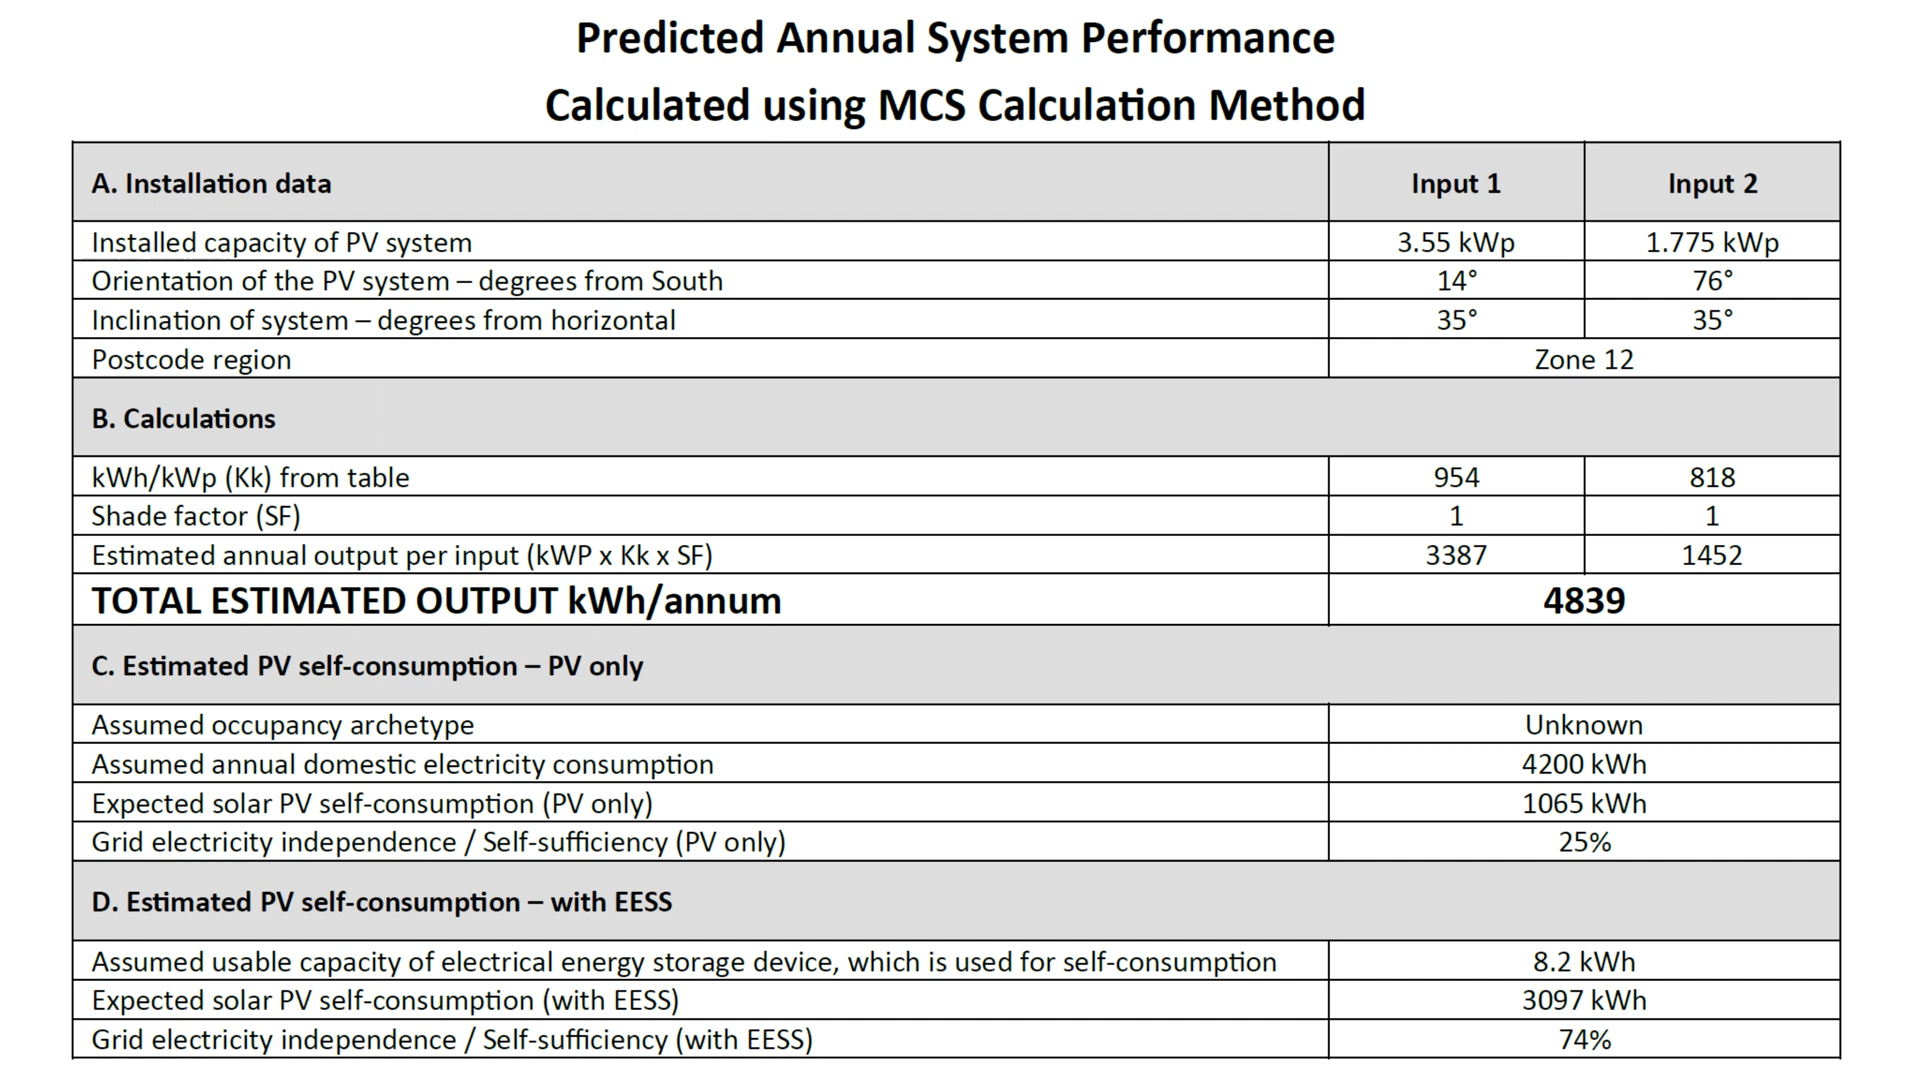 Predicted Annual System Performance
Calculated using MCS Calculation Method
A. Installation data Input 1 Input 2
Installed capacity of PV system 3.55 kWp 1.775 kWp
Orientation of the PV system – degrees from South 14° 76°
Inclination of system – degrees from horizontal 35° 35°
Postcode region Zone 12
B. Calculations
kWh/kWp (Kk) from table 954 818
Shade factor (SF) 1 1
Estimated annual output per input (kWP x Kk x SF) 3387 1452
TOTAL ESTIMATED OUTPUT kWh/annum 4839
C. Estimated PV self-consumption – PV only
Assumed occupancy archetype Unknown
Assumed annual domestic electricity consumption 4200 kWh
Expected solar PV self-consumption (PV only) 1065 kWh
Grid electricity independence / Self-sufficiency (PV only) 25%
D. Estimated PV self-consumption – with EESS
Assumed usable capacity of electrical energy storage device, which is used for self-consumption 8.2 kWh
Expected solar PV self-consumption (with EESS) 3097 kWh
Grid electricity independence / Self-sufficiency (with EESS) 74%